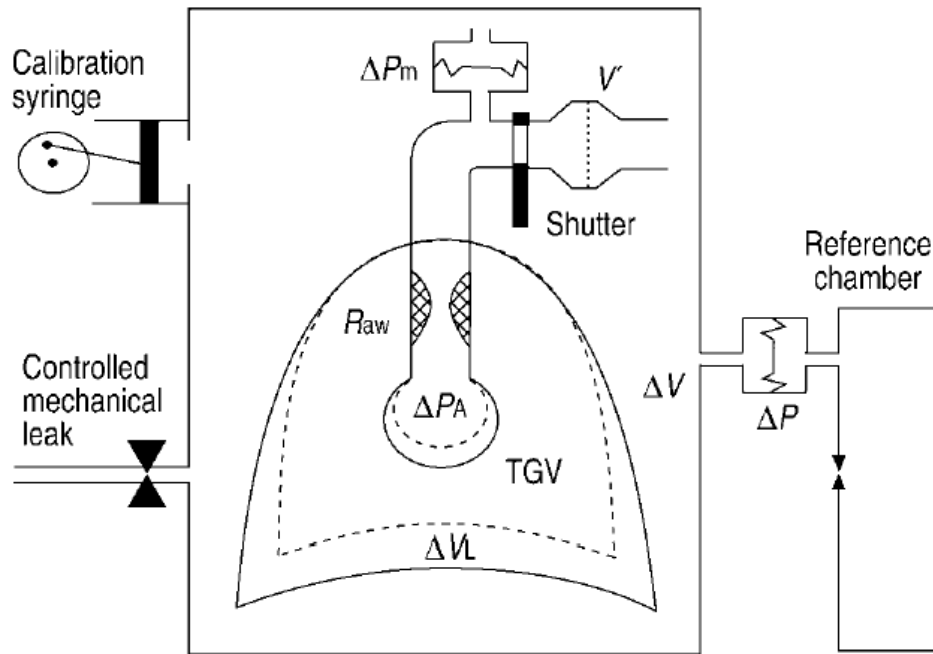 Calibration
syringe
ΔPm
V′
Shutter
Reference
chamber
Raw
Controlled
mechanical
leak
ΔPA
ΔV
ΔP
TGV
ΔVL